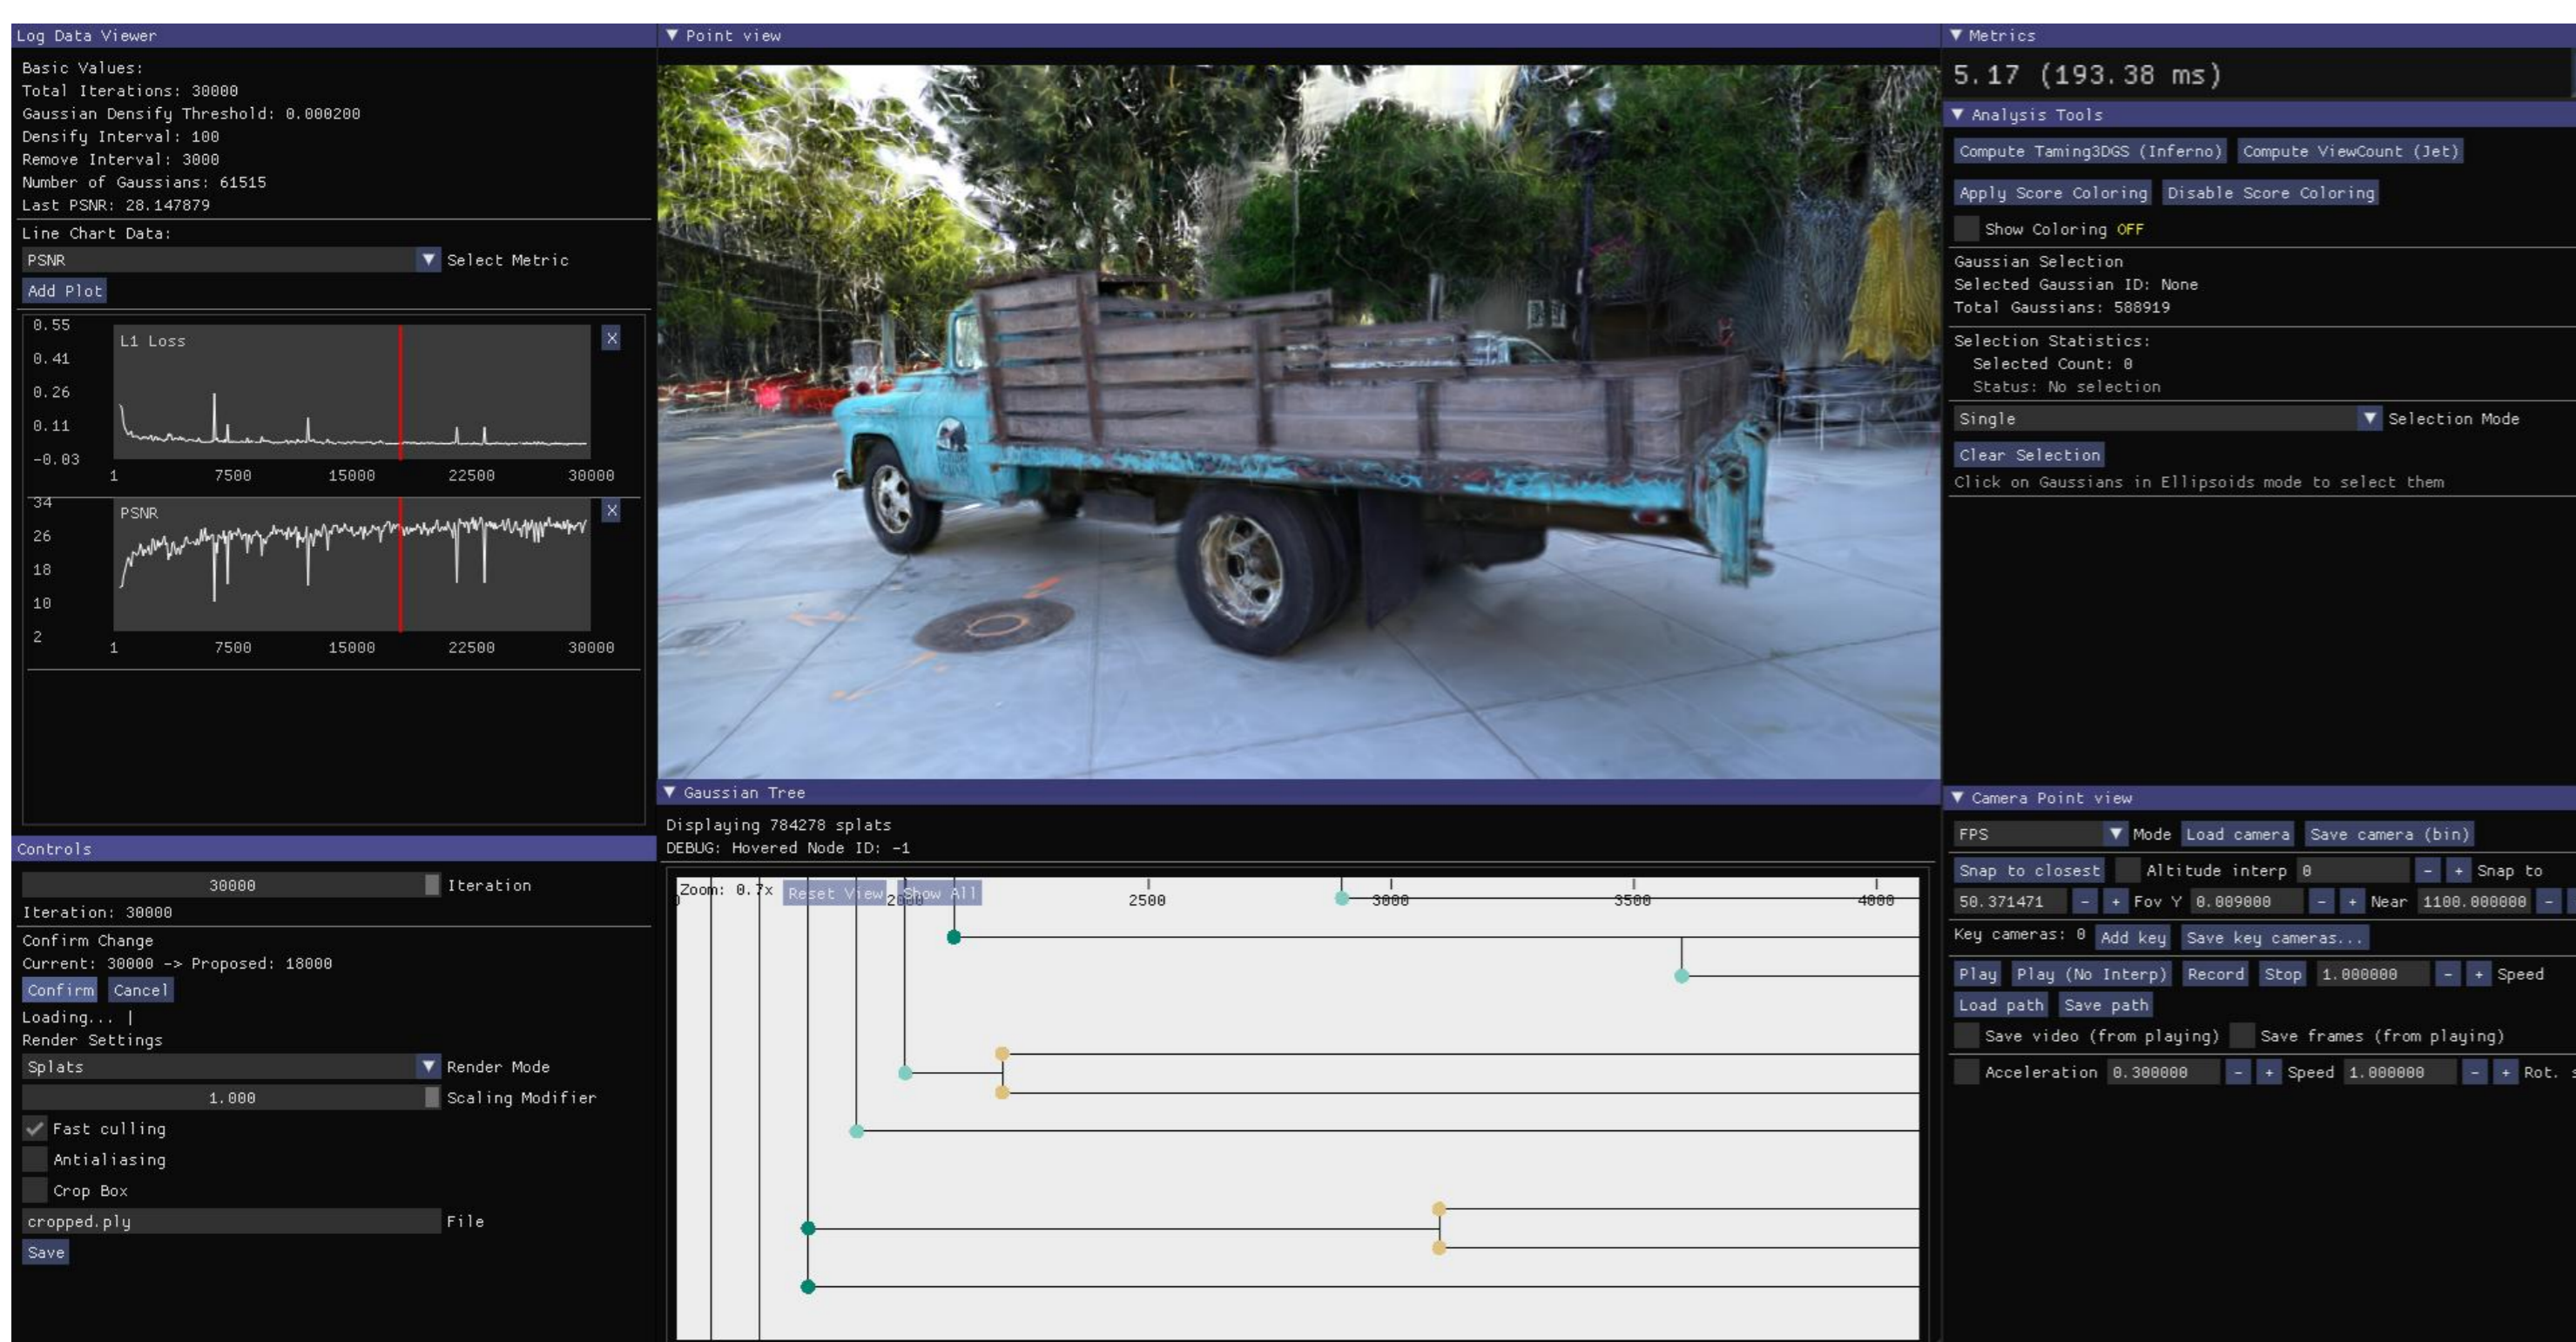 Log Data Viewer
Basic Values:
Total Iterations: 30000
Gaussian Densify Threshold: 0.000200
Densify Interval: 100
Remove Interval: 3000
Number of Gaussians: 61515
Last PSNR: 28.147879
Line Chart Data:
PSNR Select Metric
Add Plot
0.55
L1 Loss X
0.41
0.26
0.11
-0.03
1 7500 15000 22500 30000
34
PSNR X
26
18
10
2
1 7500 15000 22500 30000
Controls
30000 Iteration
Iteration: 30000
Confirm Change
Current: 30000 -> Proposed: 18000
Confirm Cancel
Loading... |
Render Settings
Splats Render Mode
1.000 Scaling Modifier
Fast culling
Antialiasing
Crop Box
cropped.ply File
Save
Point view
Gaussian Tree
Displaying 784278 splats
DEBUG: Hovered Node ID: -1
Zoom: 0.7x Reset View Show All
2000 2500 3000 3500 4000
Metrics
5.17 (193.38 ms)
Analysis Tools
Compute Taming3DGS (Inferno) Compute ViewCount (Jet)
Apply Score Coloring Disable Score Coloring
Show Coloring OFF
Gaussian Selection
Selected Gaussian ID: None
Total Gaussians: 588919
Selection Statistics:
Selected Count: 0
Status: No selection
Single Selection Mode
Clear Selection
Click on Gaussians in Ellipsoids mode to select them
Camera Point view
FPS Mode Load camera Save camera (bin)
Snap to closest Altitude interp 0 - + Snap to
50.371471 - + Fov Y 0.009000 - + Near 1100.000000 -
Key cameras: 0 Add key Save key cameras...
Play Play (No Interp) Record Stop 1.000000 - + Speed
Load path Save path
Save video (from playing) Save frames (from playing)
Acceleration 0.300000 - + Speed 1.000000 - + Rot. s